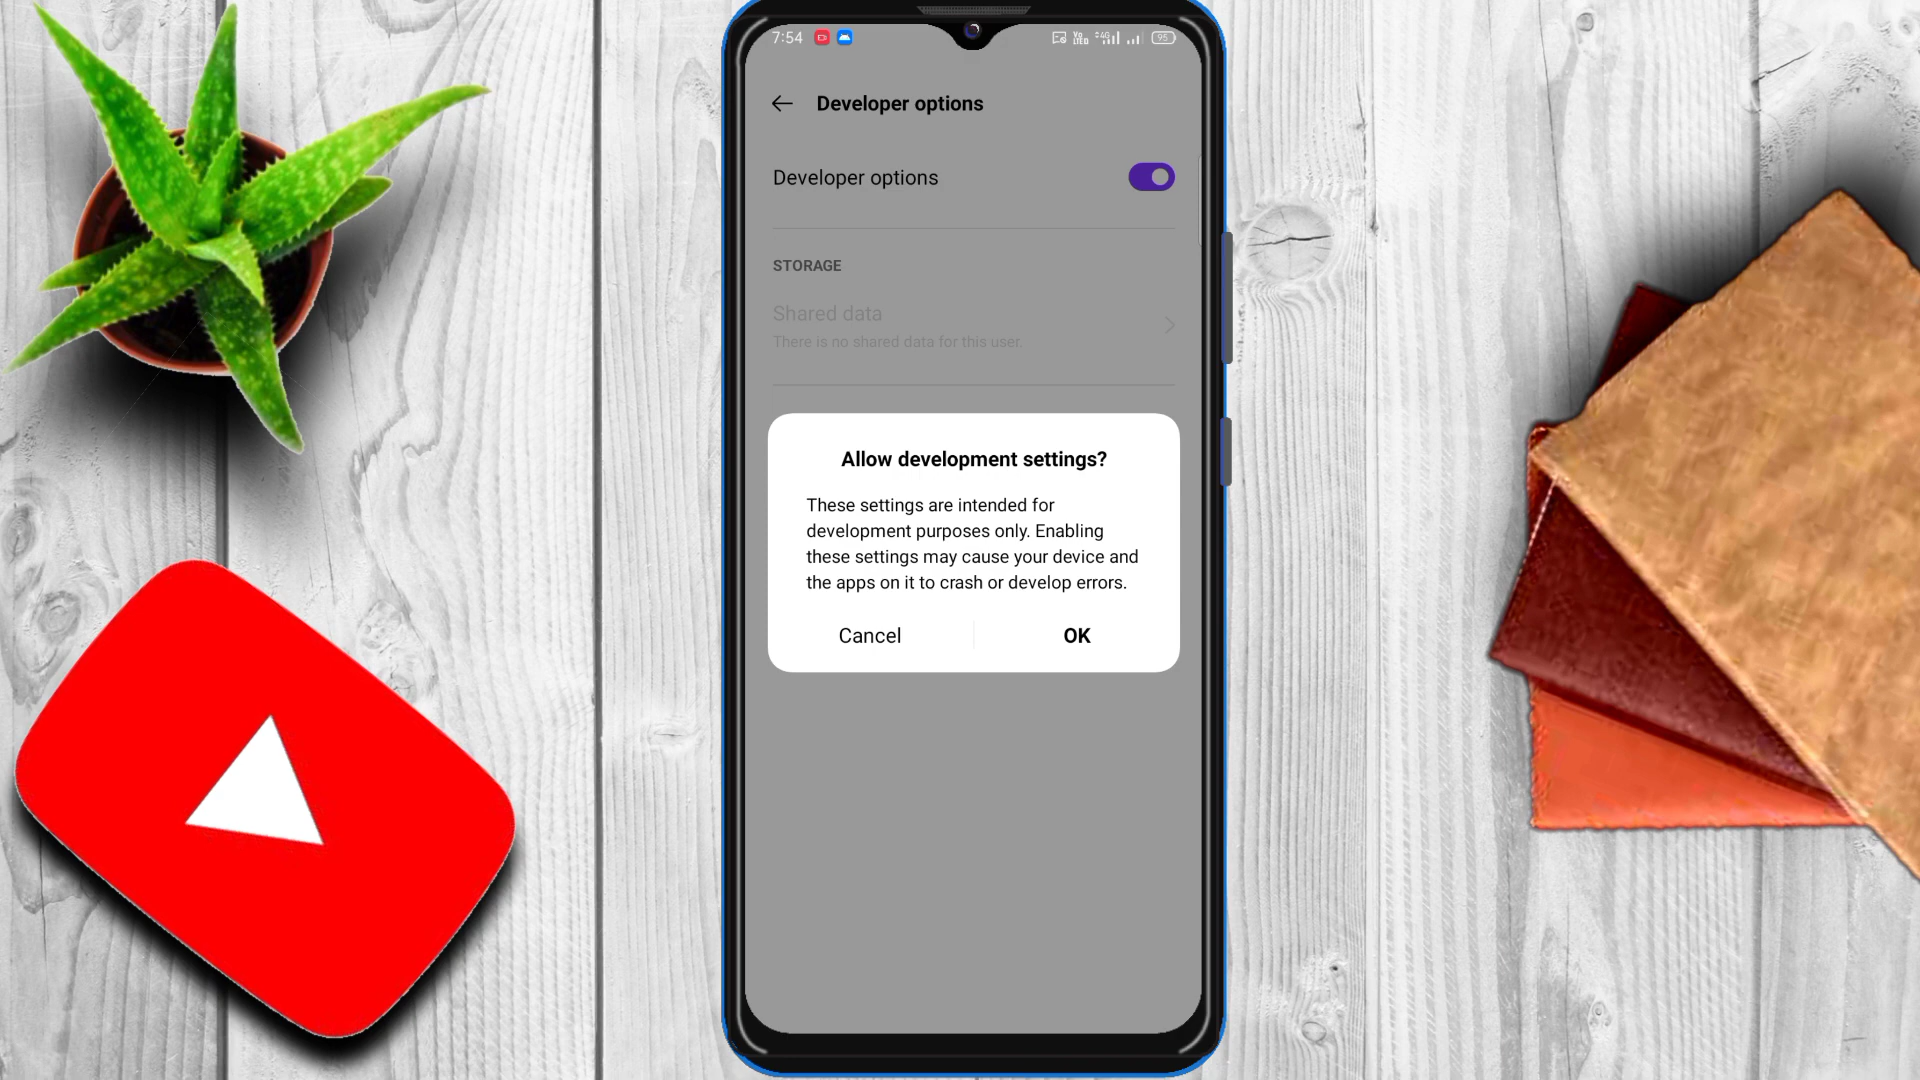 7:54
95
Developer options
Developer options
STORAGE
Shared data
There is no shared data for this user.
Allow development settings?
These settings are intended for
development purposes only. Enabling
these settings may cause your device and
the apps on it to crash or develop errors.
Cancel
OK